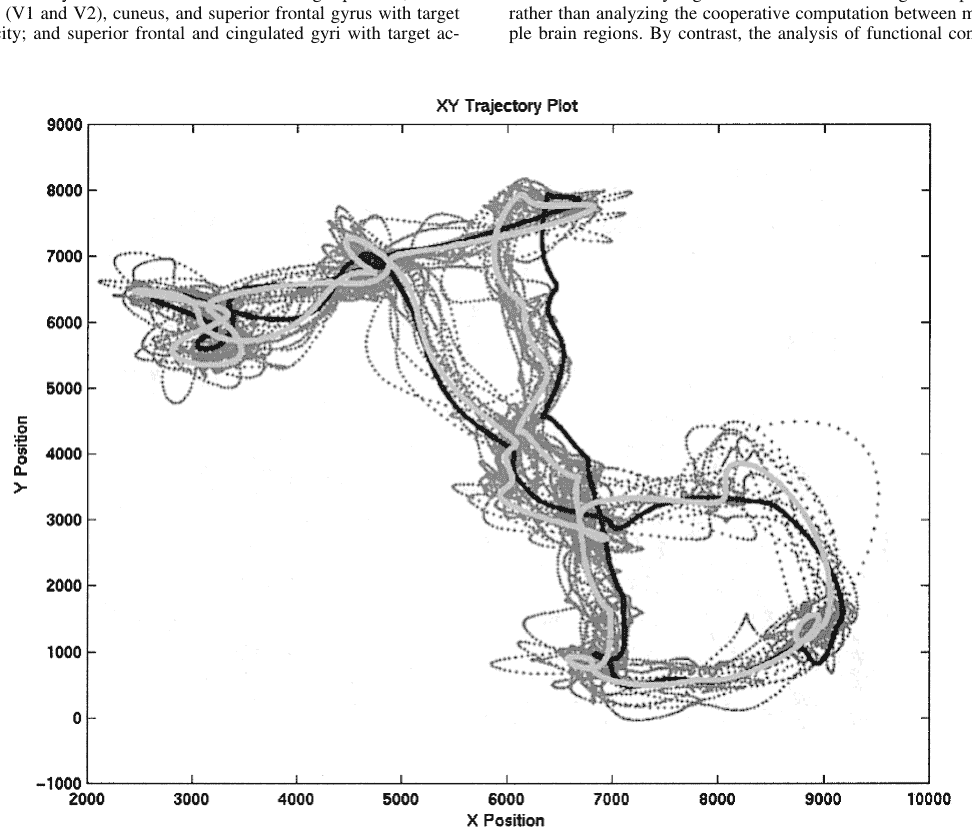 (V1 and V2), cuneus, and superior frontal gyrus with target
city; and superior frontal and cingulated gyri with target ac-
rather than analyzing the cooperative computation between
ple brain regions. By contrast, the analysis of functional
XY Trajectory Plot
9000
8000
7000
6000
5000
4000
3000
2000
1000
0
−1000
Y Position
2000 3000 4000 5000 6000 7000 8000 9000 10000
X Position